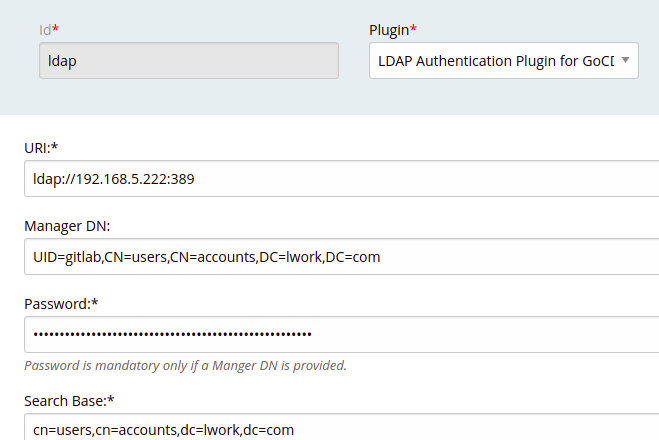 Id*
Plugin*
ldap
LDAP Authentication Plugin for GoCD
URI:*
ldap://192.168.5.222:389
Manager DN:
UID=gitlab,CN=users,CN=accounts,DC=lwork,DC=com
Password:*
Password is mandatory only if a Manger DN is provided.
Search Base:*
cn=users,cn=accounts,dc=lwork,dc=com